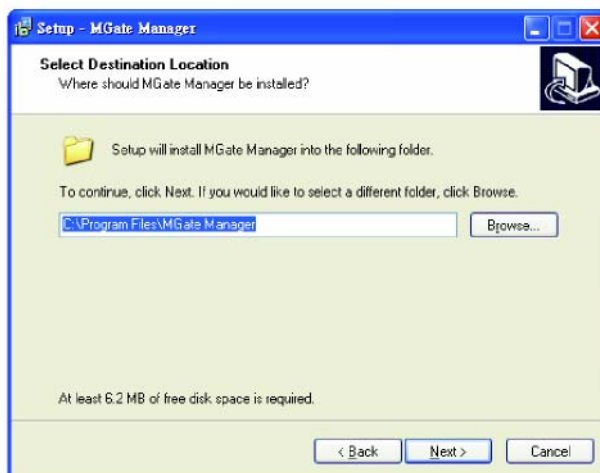 Setup - MGate Manager
Select Destination Location
Where should MGate Manager be installed?
Setup will install MGate Manager into the following folder.
To continue, click Next. If you would like to select a different folder, click Browse.
C:\Program Files\MGate Manager
Browse...
At least 6.2 MB of free disk space is required.
< Back
Next >
Cancel